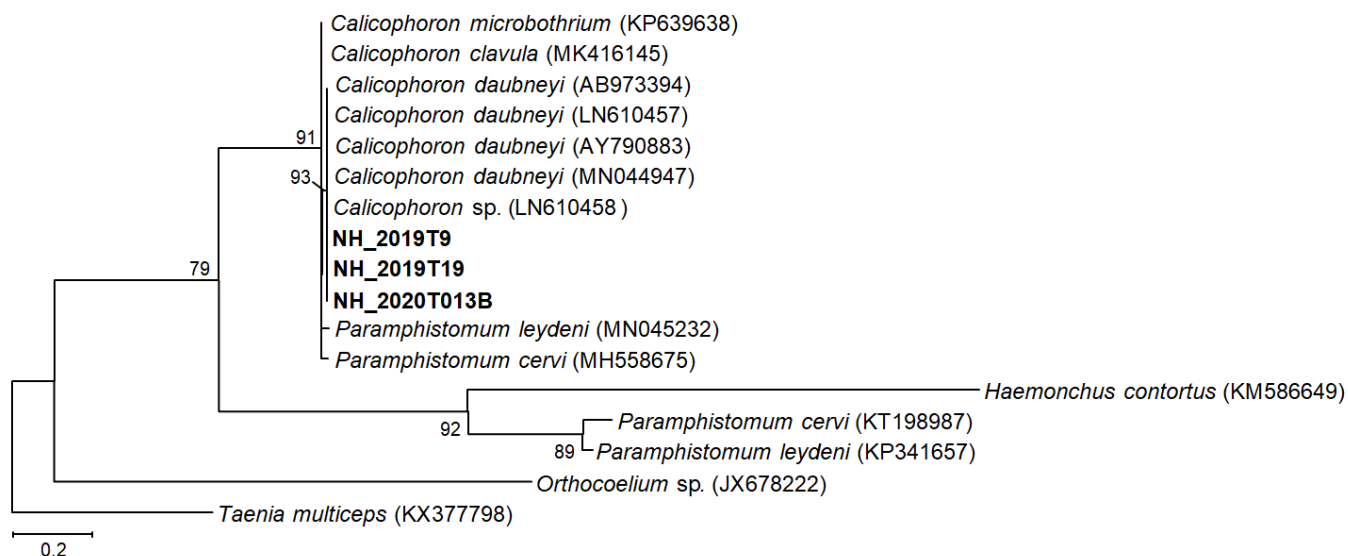 Calicophoron microbothrium (KP639638)
Calicophoron clavula (MK416145)
Calicophoron daubneyi (AB973394)
Calicophoron daubneyi (LN610457)
91
Calicophoron daubneyi (AY790883)
93
Calicophoron daubneyi (MN044947)
Calicophoron sp. (LN610458 )
NH_2019T9
79
NH_2019T19
NH_2020T013B
Paramphistomum leydeni (MN045232)
Paramphistomum cervi (MH558675)
Haemonchus contortus (KM586649)
Paramphistomum cervi (KT198987)
92
89
Paramphistomum leydeni (KP341657)
Orthocoelium sp. (JX678222)
Taenia multiceps (KX377798)
0.2